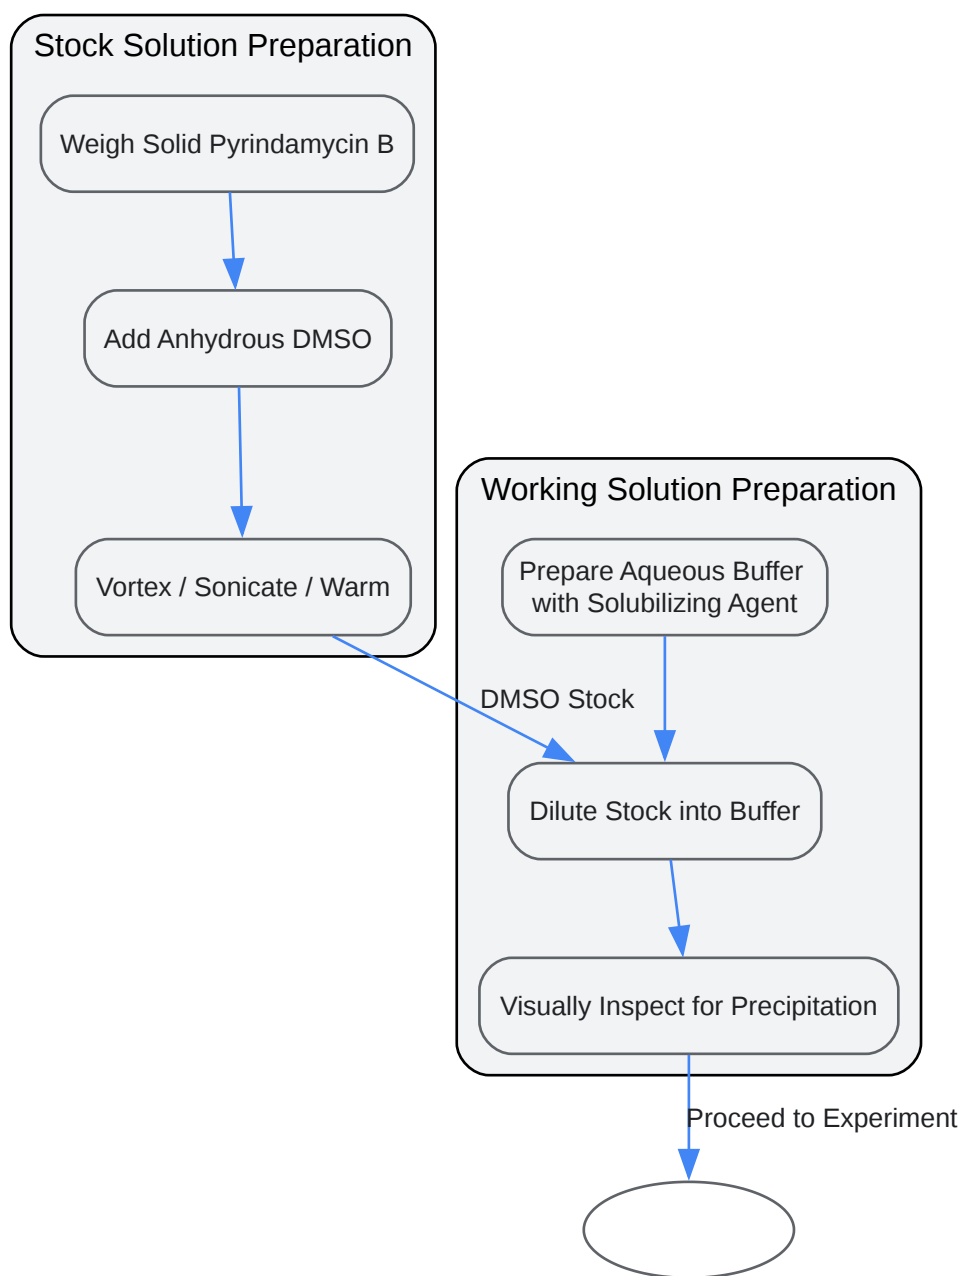 Stock Solution Preparation
Weigh Solid Pyrindamycin B
Add Anhydrous DMSO
Vortex / Sonicate / Warm
Working Solution Preparation
Prepare Aqueous Buffer
with Solubilizing Agent
DMSO Stock
Dilute Stock into Buffer
Visually Inspect for Precipitation
Proceed to Experiment